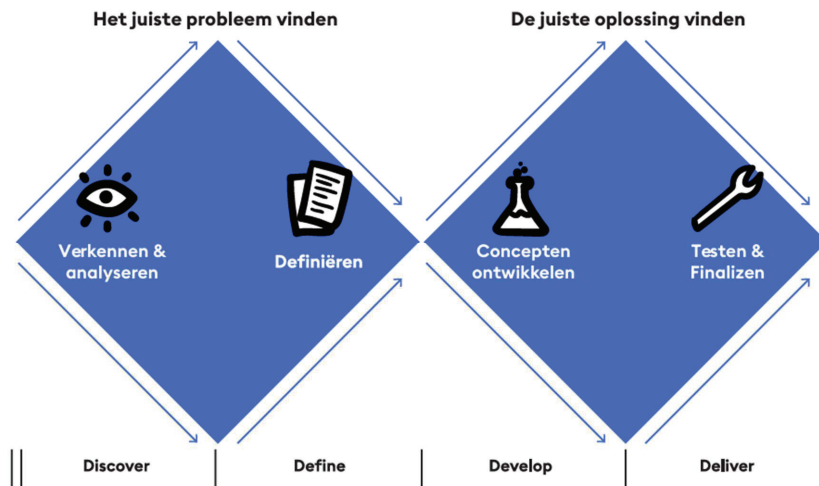 Het juiste probleem vinden
De juiste oplossing vinden
Verkennen &
analyseren
Definiëren
Concepten
ontwikkelen
Testen &
Finalizen
Discover
Define
Develop
Deliver